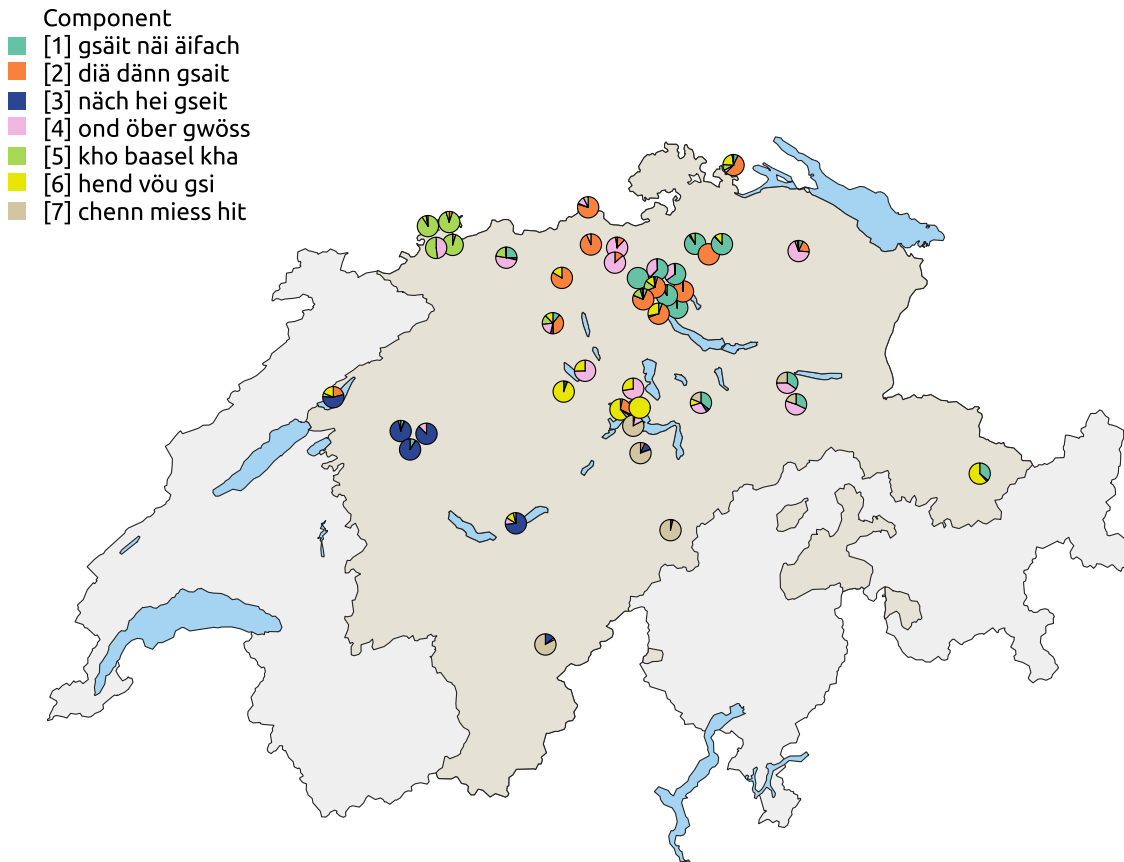 Component
[1] gsäit näi äifach
[2] diä dänn gsait
[3] näch hei gseit
[4] ond öber gwöss
[5] kho baasel kha
[6] hend vöu gsi
[7] chenn miess hit